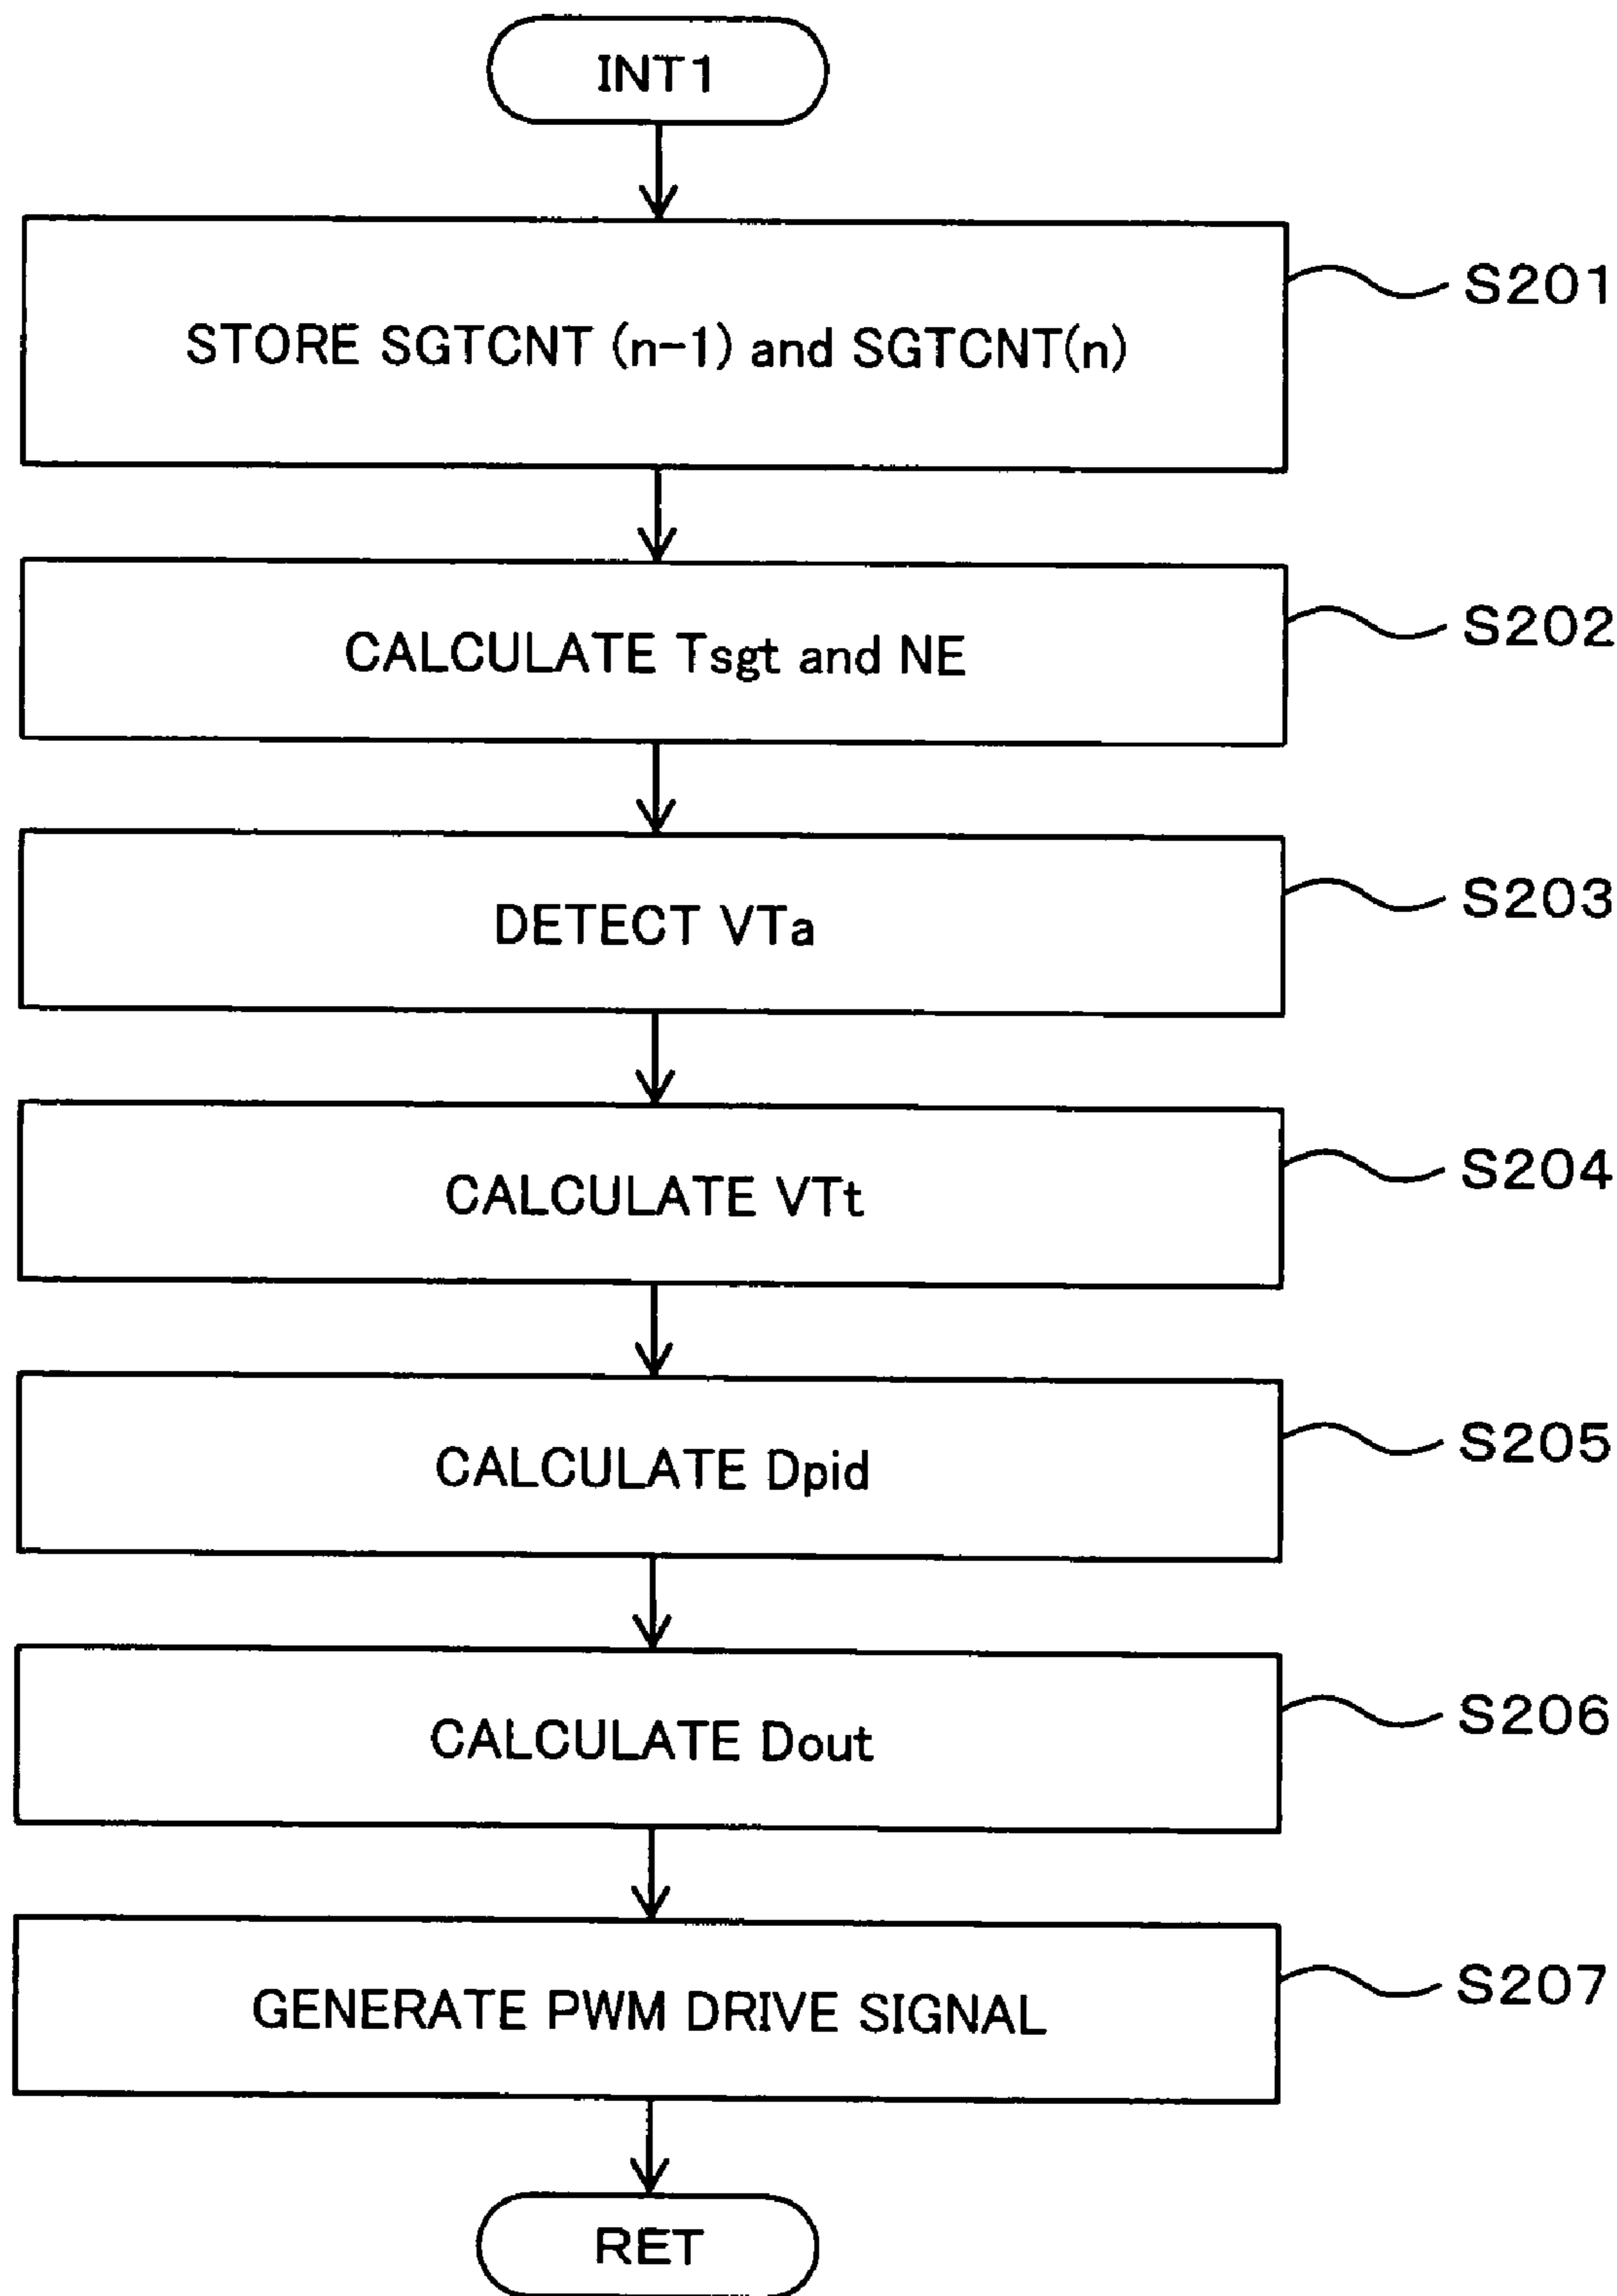 INT1
STORE SGTCNT (n-1) and SGTCNT(n)
S201
CALCULATE Tsgt and NE
S202
DETECT VTa
S203
CALCULATE VTt
S204
CALCULATE Dpid
S205
CALCULATE Dout
S206
GENERATE PWM DRIVE SIGNAL
S207
RET